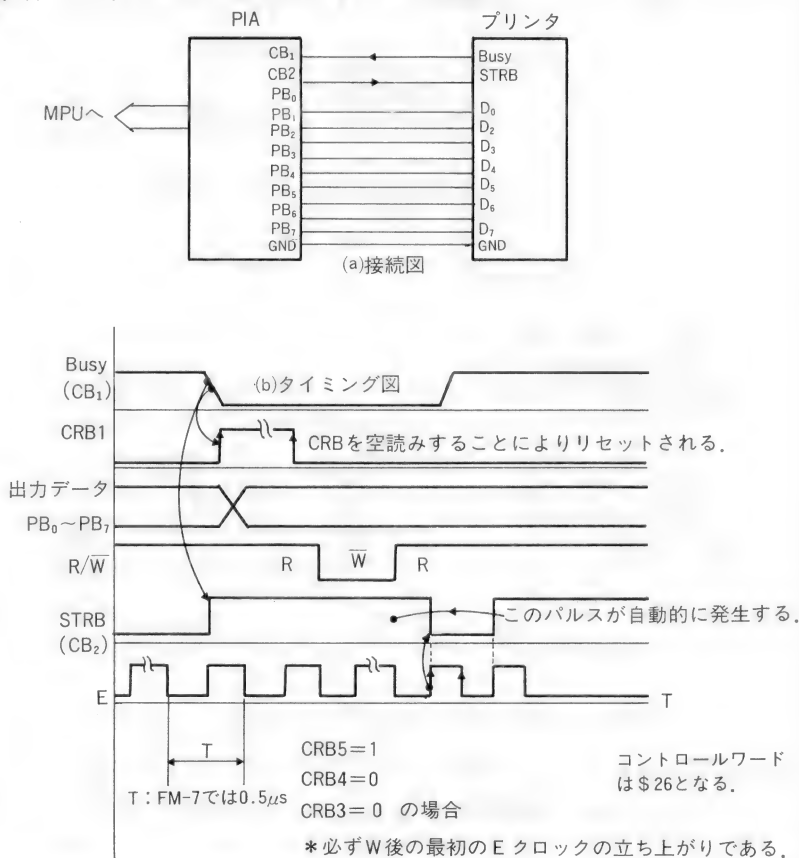 PIA
プリンタ
CB₁
Busy
CB2
STRB
PB₀
MPUへ
PB₁
D₀
PB₂
D₂
PB₃
D₃
PB₄
D₄
PB₅
D₅
PB₆
D₆
PB₇
D₇
GND
GND
(a)接続図
Busy
(CB₁)
(b)タイミング図
CRB1
CRBを空読みすることによりリセットされる.
出力データ
PB₀~PB₇
R/W̅
R
W̅
R
STRB
(CB₂)
このパルスが自動的に発生する.
E
T
T
T:FM-7では0.5μs
CRB5=1
CRB4=0
CRB3=0 の場合
コントロールワード
は$26となる.
*必ずW後の最初のEクロックの立ち上がりである.